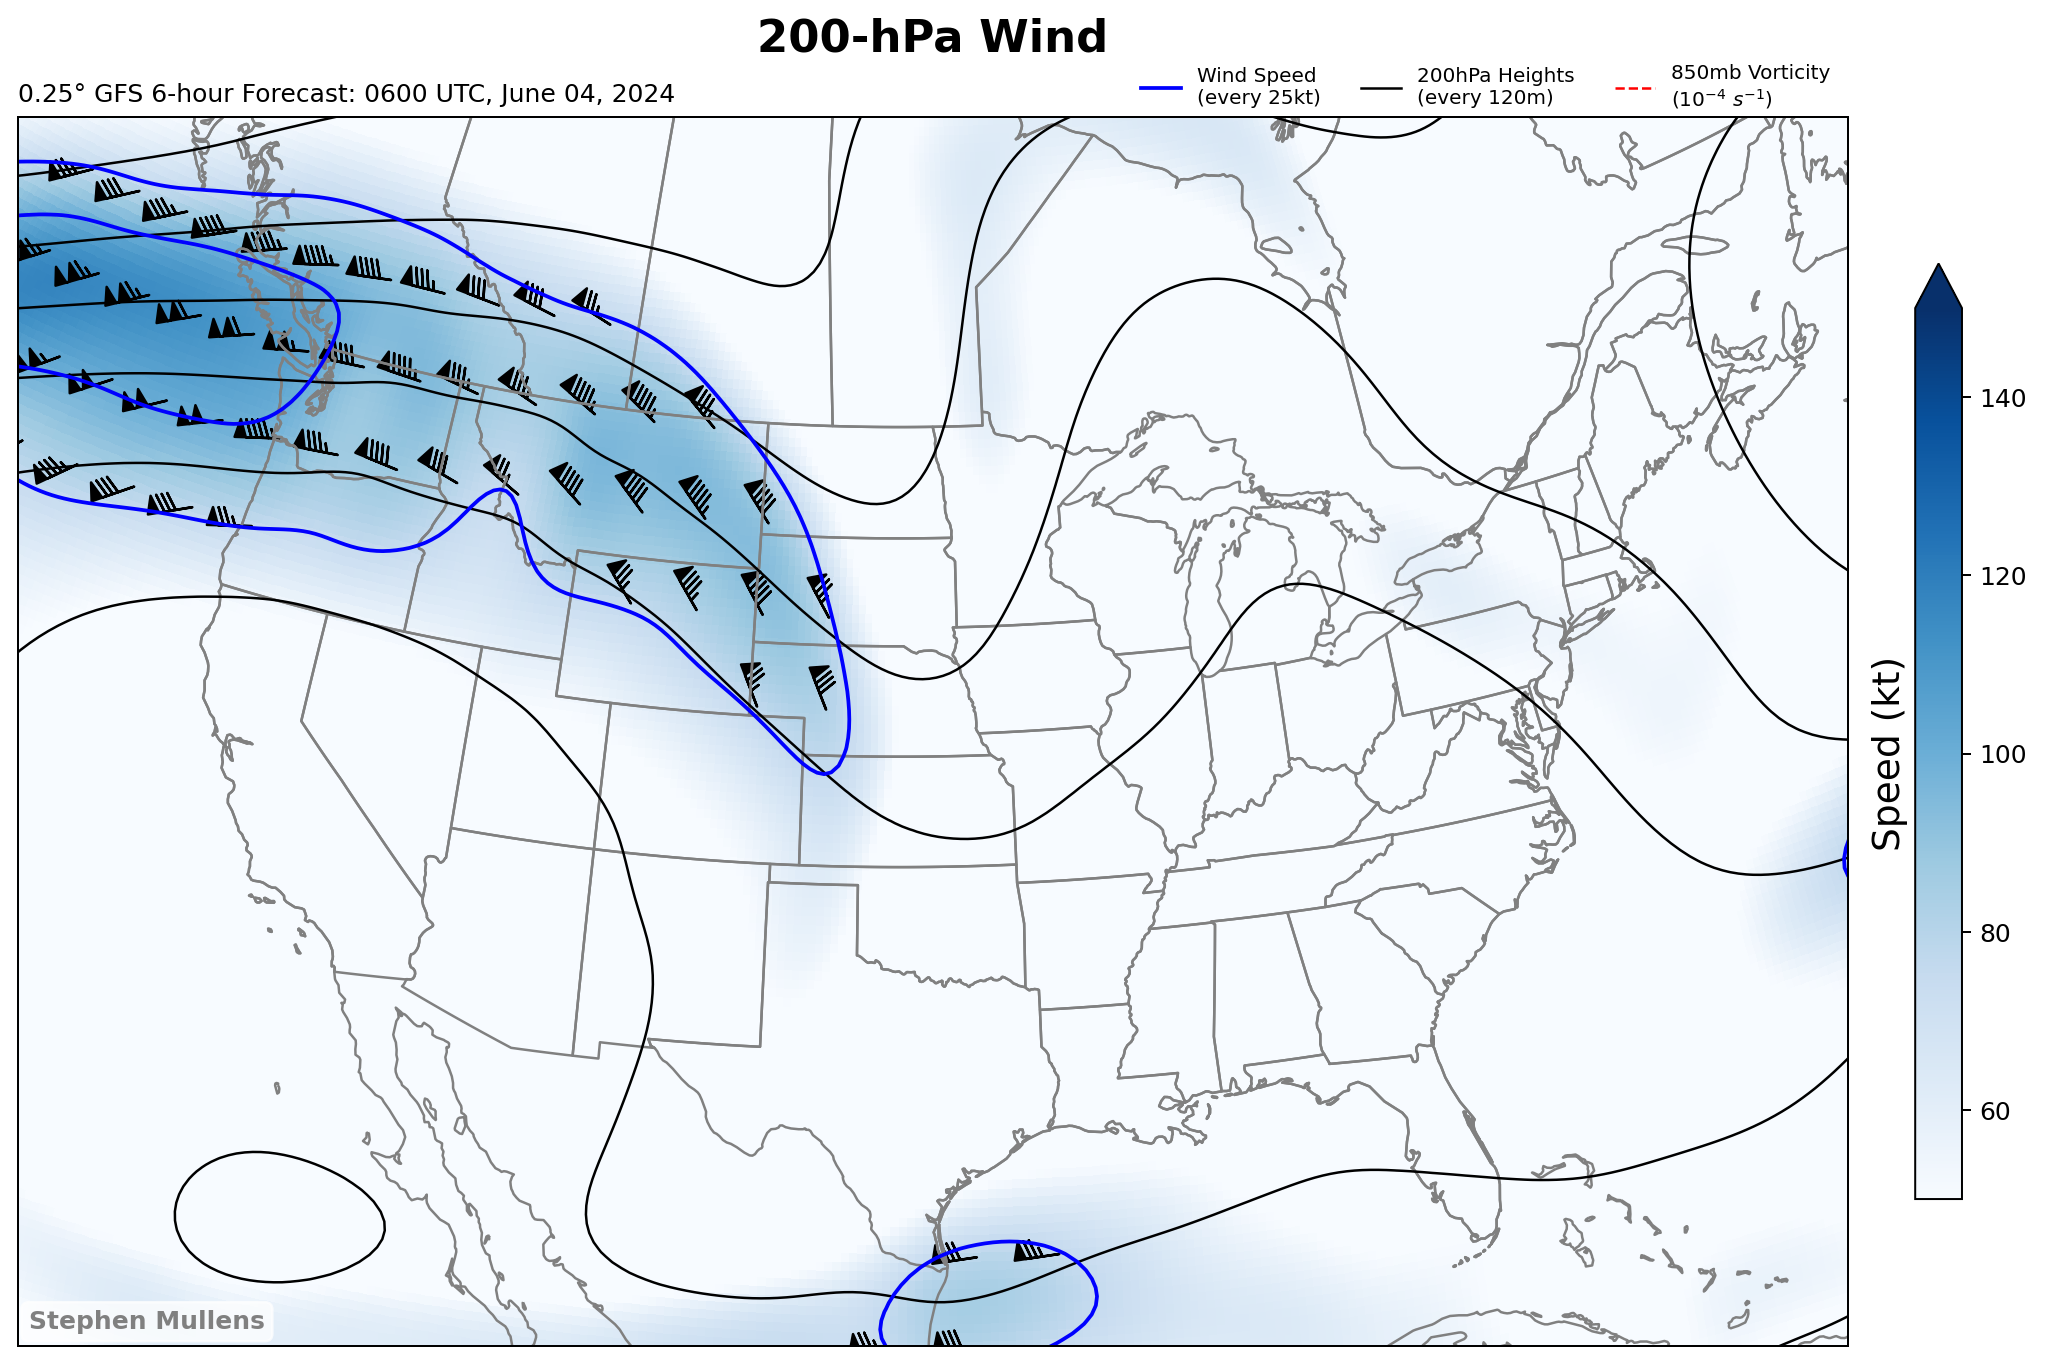 200-hPa Wind
0.25° GFS 6-hour Forecast: 0600 UTC, June 04, 2024
Wind Speed
(every 25kt)
200hPa Heights
(every 120m)
850mb Vorticity
(10⁻⁴ s⁻¹)
140
120
100
80
60
Speed (kt)
Stephen Mullens